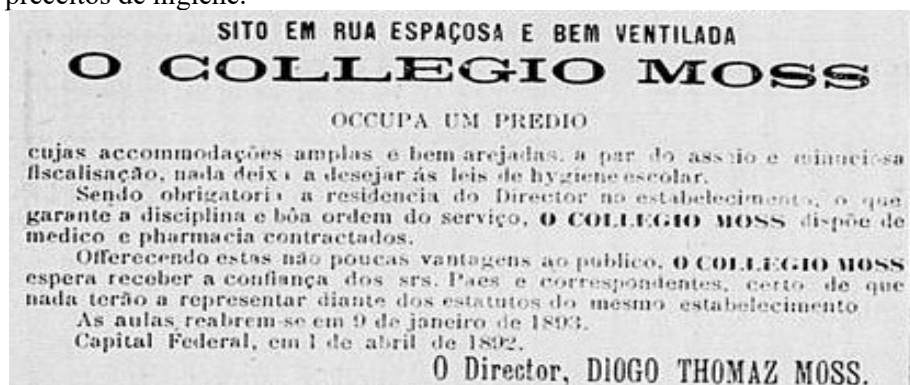 preceitos de higiene.
SITO EM RUA ESPAÇOSA E BEM VENTILADA
O COLLEGIO MOSS
OCCUPA UM PREDIO
cujas accommodações amplas e bem arejadas, a par do asseio e minuciosa
fiscalisação, nada deixa a desejar ás leis de hygiene escolar.
Sendo obrigatoria a residencia do Director no estabelecimento, o que
garante a disciplina e bôa ordem do serviço, O COLLEGIO MOSS dispõe de
medico e pharmacia contractados.
Offerecendo estas não poucas vantagens ao publico, O COLLEGIO MOSS
espera receber a confiança dos srs. Paes e correspondentes, certo de que
nada terão a representar diante dos estatutos do mesmo estabelecimento
As aulas reabrem-se em 9 de janeiro de 1893.
Capital Federal, em 1 de abril de 1892.
O Director, DIOGO THOMAZ MOSS.